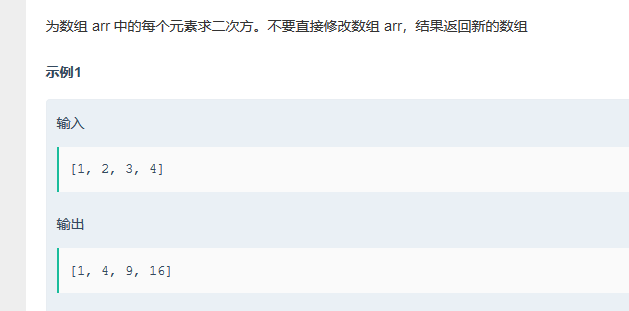 为数组 arr 中的每个元素求二次方。不要直接修改数组 arr，结果返回新的数组
示例1
输入
[1, 2, 3, 4]
输出
[1, 4, 9, 16]